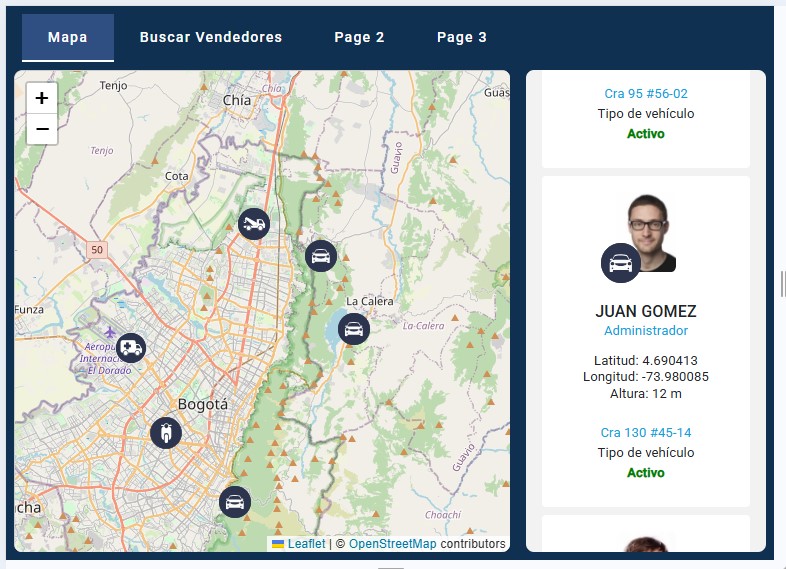 Mapa
Buscar Vendedores
Page 2
Page 3
+
−
Tenjo
Chía
Chía
Guas
Tenjo
Guavio
Cota
50
La Calera
La Calera
Funza
Aeropu
Internacio
El Dorado
Bogotá
Guavio
cha
Choachí
Leaflet | © OpenStreetMap contributors
Cra 95 #56-02
Tipo de vehículo
Activo
JUAN GOMEZ
Administrador
Latitud: 4.690413
Longitud: -73.980085
Altura: 12 m
Cra 130 #45-14
Tipo de vehículo
Activo